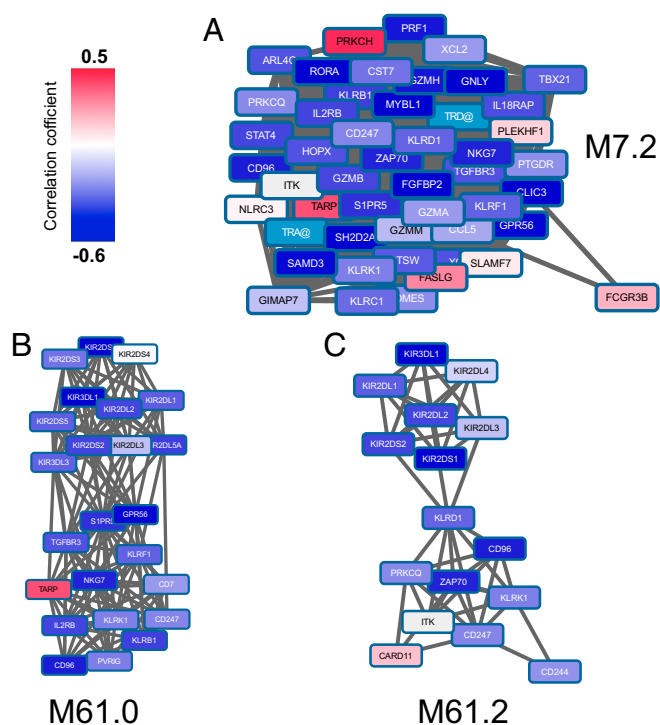 A
0.5
Correlation cofficient
-0.6
PRF1
PRKCH
XCL2
ARL4C
RORA
CST7
GZMH
GNLY
TBX21
PRKCQ
KLRB1
MYBL1
IL18RAP
IL2RB
TRD@
STAT4
CD247
KLRD1
PLEKHF1
HOPX
ZAP70
NKG7
M7.2
CD96
GZMB
TGFBR3
PTGDR
ITK
FGFBP2
CLIC3
NLRC3
TARP
S1PR5
GZMA
KLRF1
TRA@
SH2D2A
GZMM
CCL5
GPR56
SAMD3
KLRK1
CTSW
SLAMF7
FASLG
GIMAP7
KLRC1
FCGR3B
B
KIR2DS
KIR2DS4
KIR2DS3
KIR3DL1
KIR2DL2
KIR2DL1
KIR2DS5
KIR2DS2
KIR2DL3
R2DL5A
KIR3DL3
S1PR
GPR56
TGFBR3
KLRF1
TARP
NKG7
CD7
IL2RB
KLRK1
CD247
KLRB1
CD96
PVRIG
M61.0
C
KIR3DL1
KIR2DL4
KIR2DL1
KIR2DL2
KIR2DL3
KIR2DS2
KIR2DS1
KLRD1
CD96
PRKCQ
ZAP70
KLRK1
ITK
CD247
CARD11
CD244
M61.2